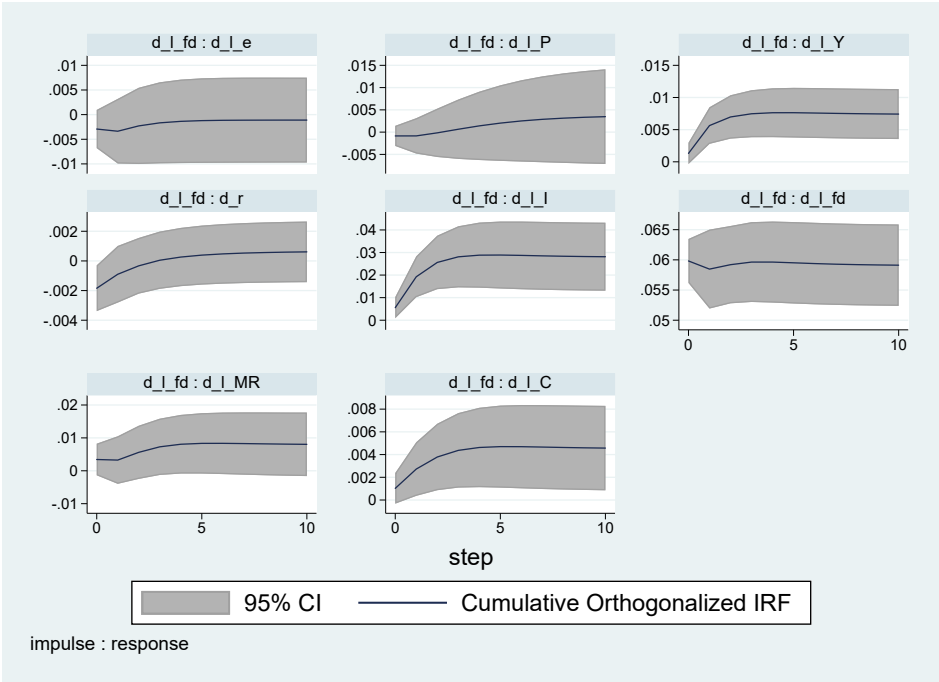 d_l_fd : d_l_e
d_l_fd : d_l_P
d_l_fd : d_l_Y
.01
.005
0
-.005
-.01
.015
.01
.005
0
-.005
.015
.01
.005
0
d_l_fd : d_r
d_l_fd : d_l_I
d_l_fd : d_l_fd
.002
0
-.002
-.004
.04
.03
.02
.01
0
.065
.06
.055
.05
0 5 10
d_l_fd : d_l_MR
d_l_fd : d_l_C
.02
.01
0
-.01
.008
.006
.004
.002
0
0 5 10
0 5 10
step
95% CI
Cumulative Orthogonalized IRF
impulse : response